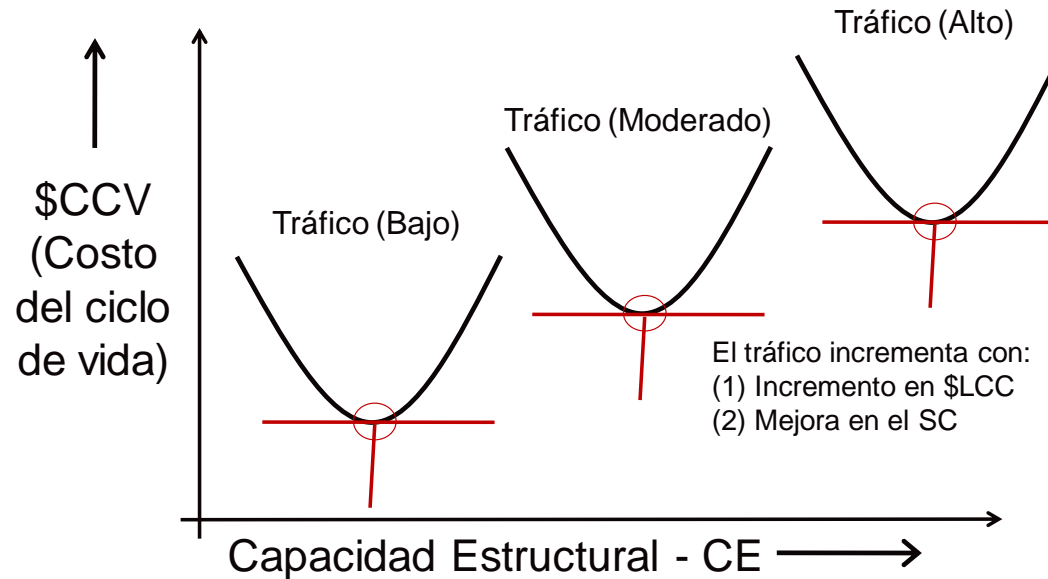 Tráfico (Alto)
Tráfico (Moderado)
Tráfico (Bajo)
$CCV
(Costo
del ciclo
de vida)
El tráfico incrementa con:
(1) Incremento en $LCC
(2) Mejora en el SC
Capacidad Estructural - CE